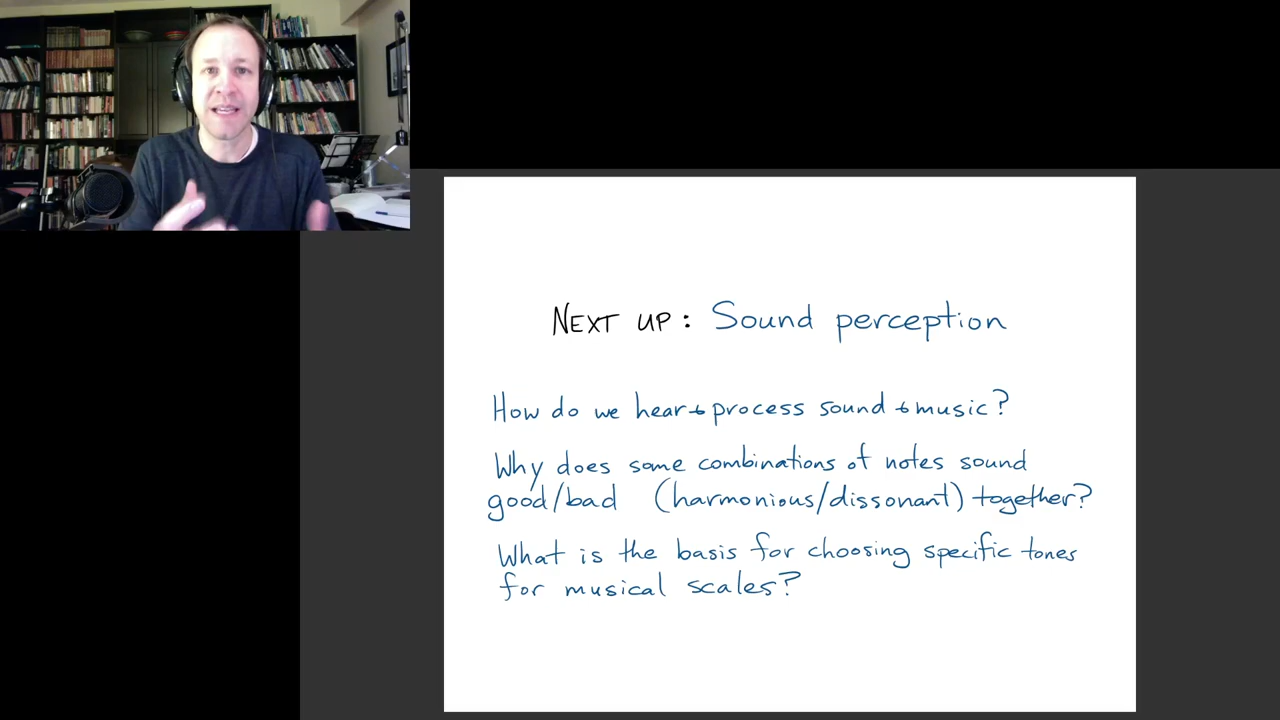 NEXT UP: Sound perception
How do we hear & process sound & music?
Why does some combinations of notes sound
good/bad (harmonious/dissonant) together?
What is the basis for choosing specific tones
for musical scales?